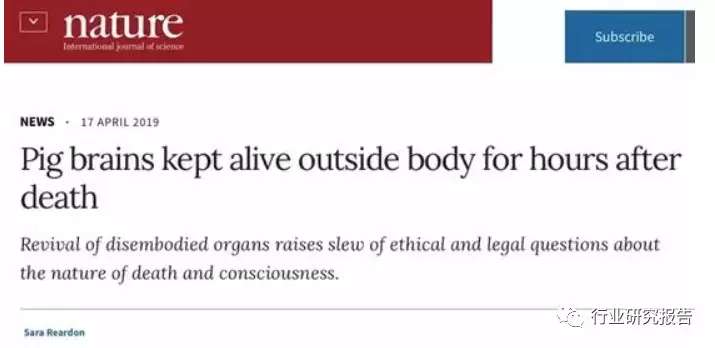 nature
International journal of science
Subscribe
NEWS · 17 APRIL 2019
Pig brains kept alive outside body for hours after
death
Revival of disembodied organs raises slew of ethical and legal questions about
the nature of death and consciousness.
行业研究报告
Sara Reardon